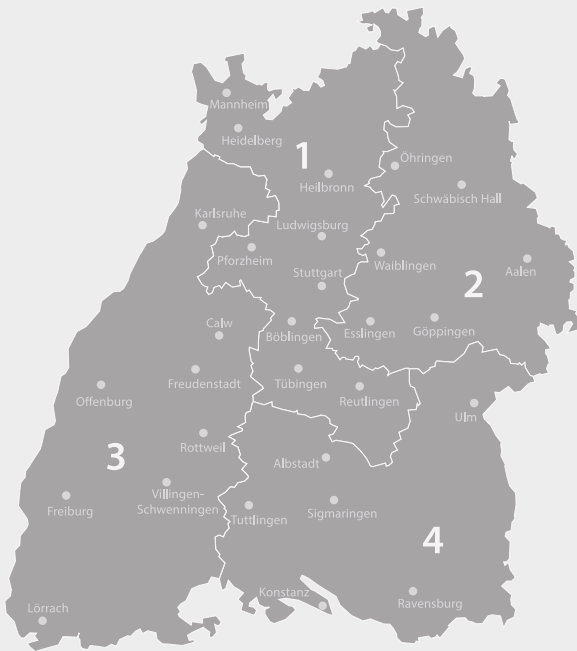 Mannheim
Heidelberg
1
Öhringen
Heilbronn
Schwäbisch Hall
Karlsruhe
Ludwigsburg
Pforzheim
Waiblingen
Aalen
Stuttgart
2
Calw
Böblingen
Esslingen
Göppingen
Freudenstadt
Tübingen
Offenburg
Reutlingen
Ulm
Rottweil
3
Albstadt
Villingen-
Schwenningen
Freiburg
Tuttlingen
Sigmaringen
4
Konstanz
Ravensburg
Lörrach